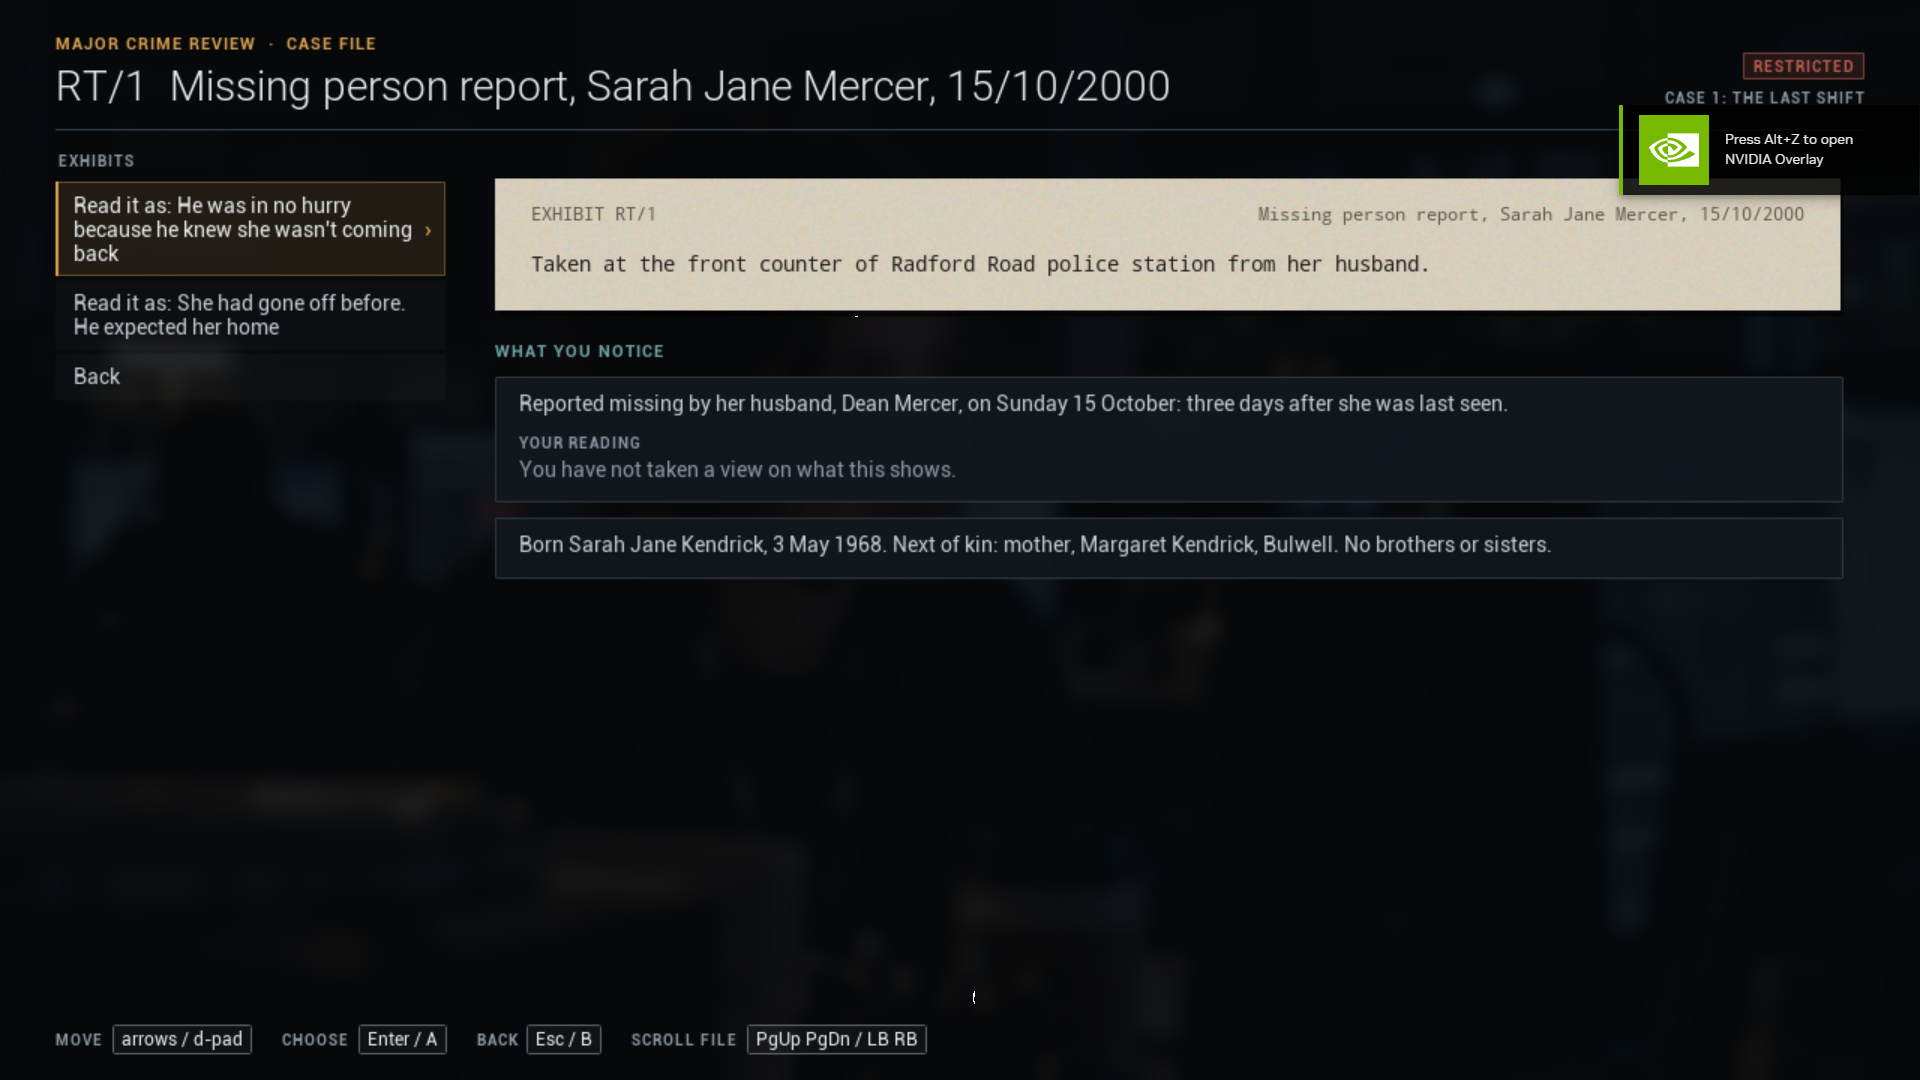 MAJOR CRIME REVIEW · CASE FILE
RT/1 Missing person report, Sarah Jane Mercer, 15/10/2000
RESTRICTED
CASE 1: THE LAST SHIFT
Press Alt+Z to open
NVIDIA Overlay
EXHIBITS
Read it as: He was in no hurry
because he knew she wasn't coming
back
›
Read it as: She had gone off before.
He expected her home
Back
EXHIBIT RT/1
Missing person report, Sarah Jane Mercer, 15/10/2000
Taken at the front counter of Radford Road police station from her husband.
WHAT YOU NOTICE
Reported missing by her husband, Dean Mercer, on Sunday 15 October: three days after she was last seen.
YOUR READING
You have not taken a view on what this shows.
Born Sarah Jane Kendrick, 3 May 1968. Next of kin: mother, Margaret Kendrick, Bulwell. No brothers or sisters.
MOVE arrows / d-pad CHOOSE Enter / A BACK Esc / B SCROLL FILE PgUp PgDn / LB RB